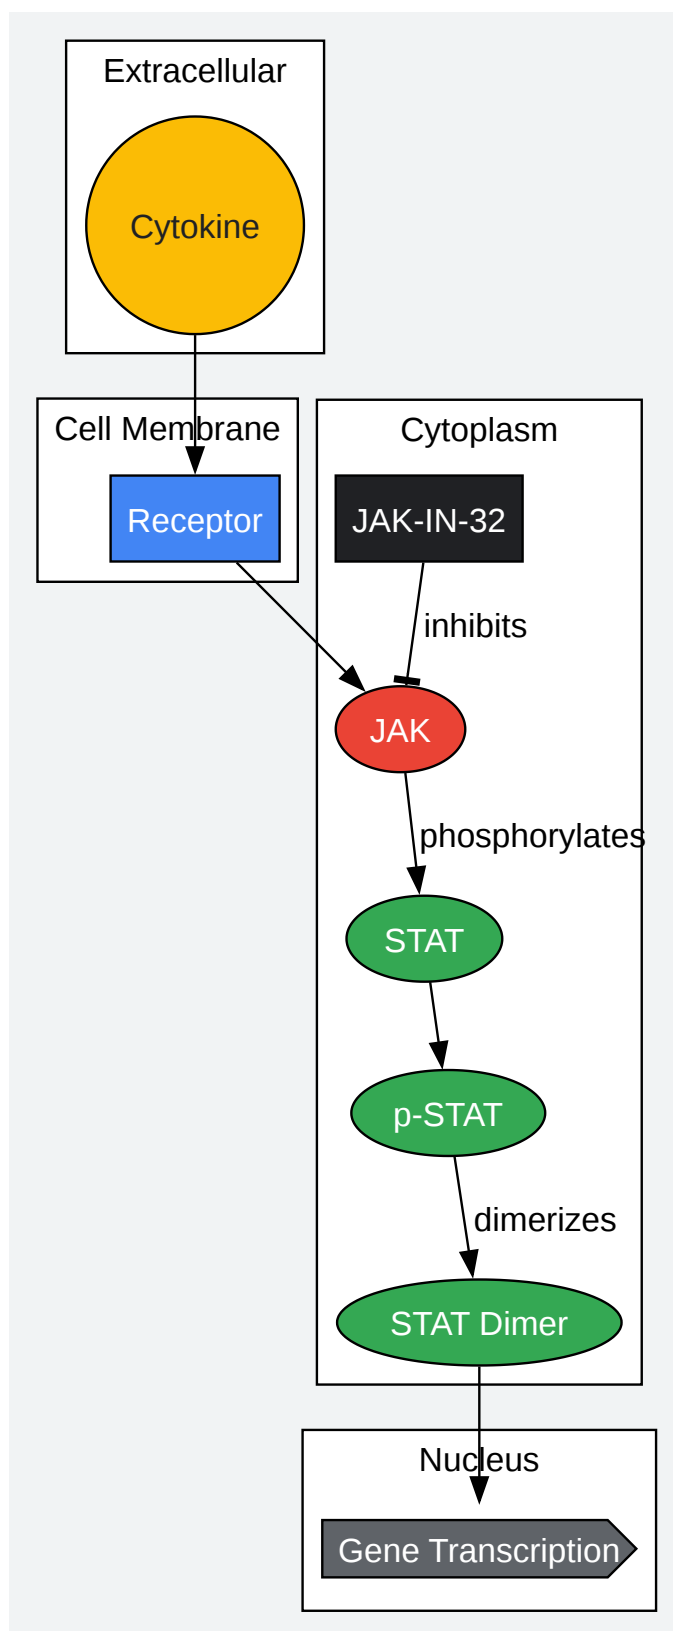 Extracellular
Cytokine
Cell Membrane
Receptor
Cytoplasm
JAK-IN-32
inhibits
JAK
phosphorylates
STAT
p-STAT
dimerizes
STAT Dimer
Nucleus
Gene Transcription